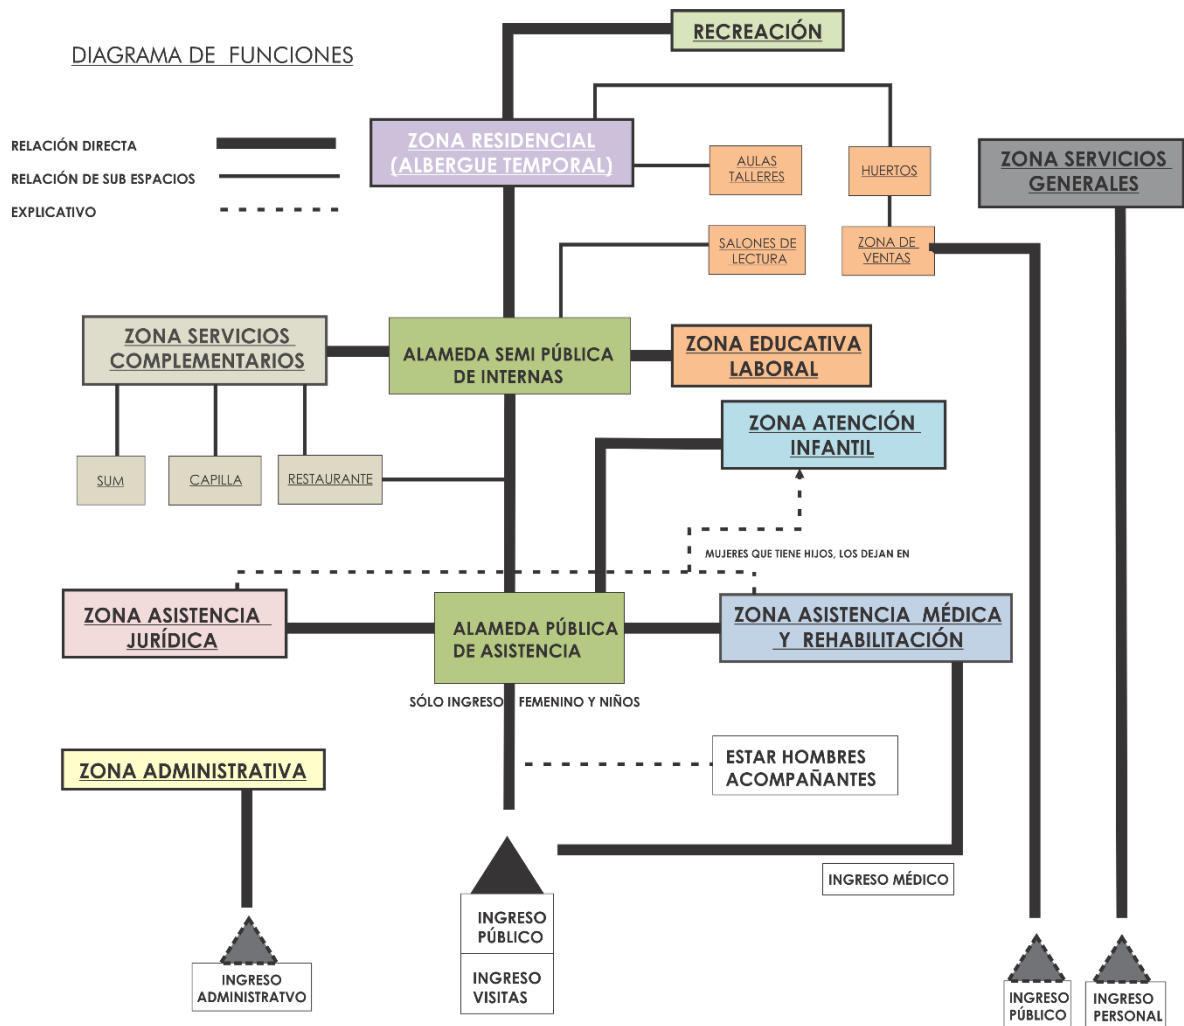 RECREACIÓN
DIAGRAMA DE FUNCIONES
RELACIÓN DIRECTA
RELACIÓN DE SUB ESPACIOS
EXPLICATIVO
ZONA RESIDENCIAL
(ALBERGUE TEMPORAL)
AULAS
TALLERES
HUERTOS
ZONA SERVICIOS
GENERALES
SALONES DE
LECTURA
ZONA DE
VENTAS
ZONA SERVICIOS
COMPLEMENTARIOS
ALAMEDA SEMI PÚBLICA
DE INTERNAS
ZONA EDUCATIVA
LABORAL
ZONA ATENCIÓN
INFANTIL
SUM
CAPILLA
RESTAURANTE
MUJERES QUE TIENE HIJOS, LOS DEJAN EN
ZONA ASISTENCIA
JURÍDICA
ALAMEDA PÚBLICA
DE ASISTENCIA
ZONA ASISTENCIA MÉDICA
Y REHABILITACIÓN
SÓLO INGRESO FEMENINO Y NIÑOS
ZONA ADMINISTRATIVA
ESTAR HOMBRES
ACOMPAÑANTES
INGRESO MÉDICO
INGRESO
PÚBLICO
INGRESO
VISITAS
INGRESO
ADMINISTRATVO
INGRESO
PÚBLICO
INGRESO
PERSONAL